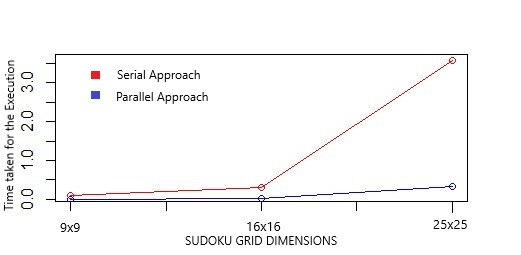 Time taken for the Execution
3.0
2.0
1.0
0.0
Serial Approach
Parallel Approach
9x9
16x16
25x25
SUDOKU GRID DIMENSIONS